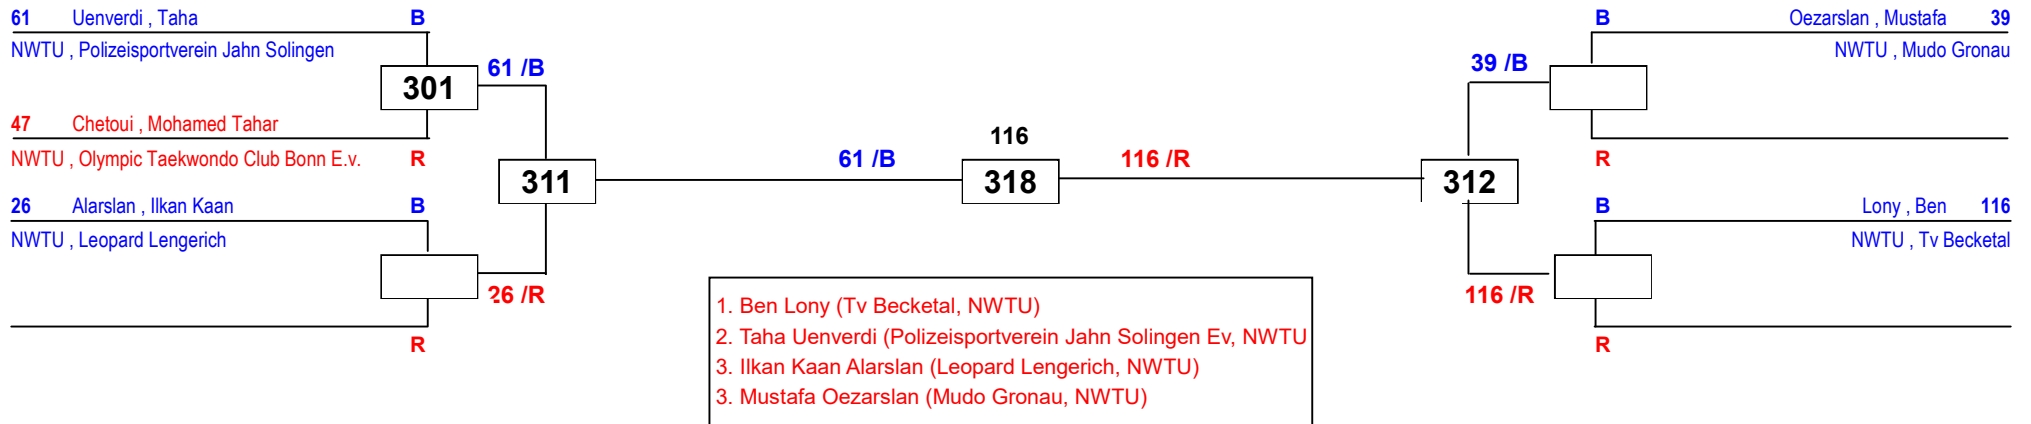 61 Uenverdi , Taha B
NWTU , Polizeisportverein Jahn Solingen
301
61 /B
47 Chetoui , Mohamed Tahar
NWTU , Olympic Taekwondo Club Bonn E.v. R
311
26 Alarslan , Ilkan Kaan B
NWTU , Leopard Lengerich
26 /R
R
61 /B
116
318
116 /R
B Oezarslan , Mustafa 39
NWTU , Mudo Gronau
39 /B
R
312
B Lony , Ben 116
NWTU , Tv Becketal
116 /R
R
1. Ben Lony (Tv Becketal, NWTU)
2. Taha Uenverdi (Polizeisportverein Jahn Solingen Ev, NWTU
3. Ilkan Kaan Alarslan (Leopard Lengerich, NWTU)
3. Mustafa Oezarslan (Mudo Gronau, NWTU)